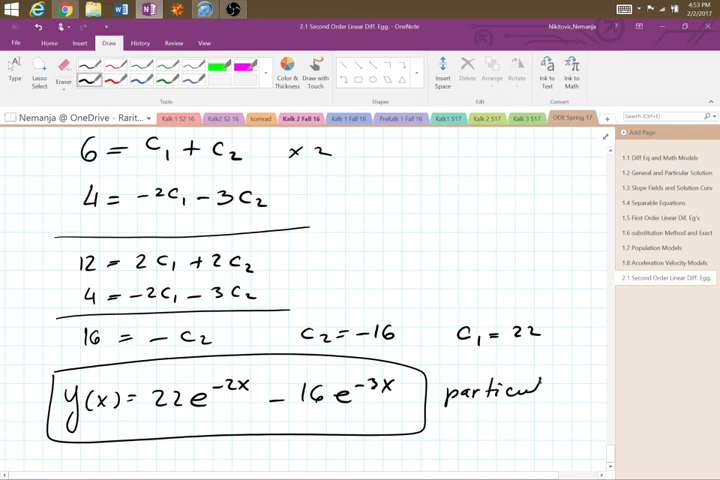 4:53 PM
2/2/2017
2.1 Second Order Linear Diff. Egg. - OneNote
Nikitovic,Nemanja
File Home Insert Draw History Review View
Type
Lasso Select
Eraser
Color & Thickness
Draw with Touch
Insert Space
Delete
Arrange
Rotate
Ink to Text
Ink to Math
Tools
Shapes
Edit
Convert
Nemanja @ OneDrive - Rarit...
Kalk 1 S2 16
Kalk2 S2 16
konrad
Kalk 2 Fall 16
Kalk 1 Fall 16
PreKalk 1 Fall 16
Kalk1 S17
Kalk 2 S17
Kalk 3 S17
ODE Spring 17
Search (Ctrl+E)
Add Page
1.1 Diff Eq and Math Models
1.2 General and Particular Solution
1.3 Slope Fields and Solution Curv
1.4 Separable Equations
1.5 First Order Linear Dif. Eg's
1.6 substitution Method and Exact
1.7 Population Models
1.8 Acceleration Velocity Models
2.1 Second Order Linear Diff. Egg.
6 = C₁ + C₂ × 2
4 = -2C₁ - 3C₂
12 = 2C₁ + 2C₂
4 = -2C₁ - 3C₂
16 = - C₂ C₂ = -16 C₁ = 22
y(x) = 22e^-2x - 16e^-3x particul